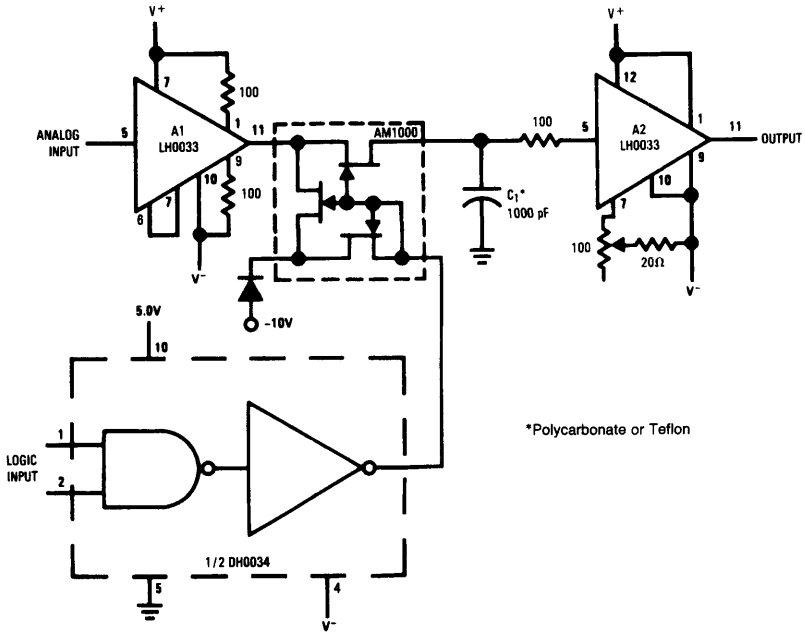 V+
7
100
1
ANALOG INPUT
5
A1
LH0033
11
AM1000
10
9
100
7
6
V−
-10V
C1*
1000 pF
100
V+
12
5
A2
LH0033
1
11
OUTPUT
9
10
7
100
20Ω
V−
5.0V
10
1
LOGIC INPUT
2
1/2 DH0034
5
4
V−
*Polycarbonate or Teflon